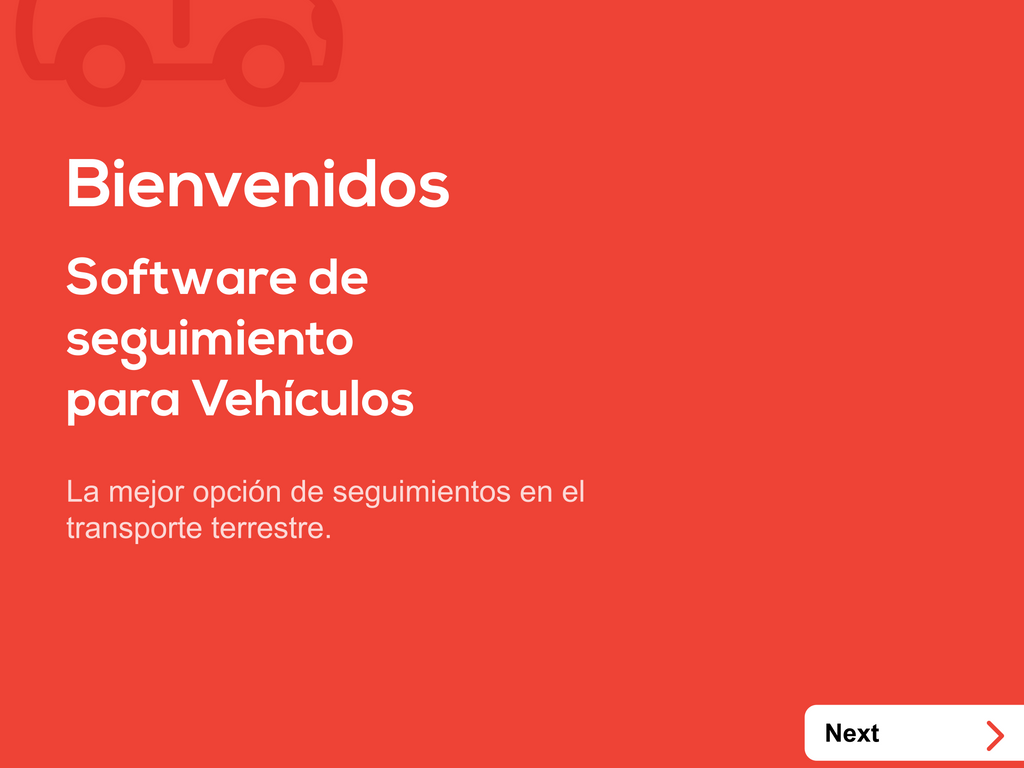 Bienvenidos
Software de
seguimiento
para Vehículos
La mejor opción de seguimientos en el
transporte terrestre.
Next